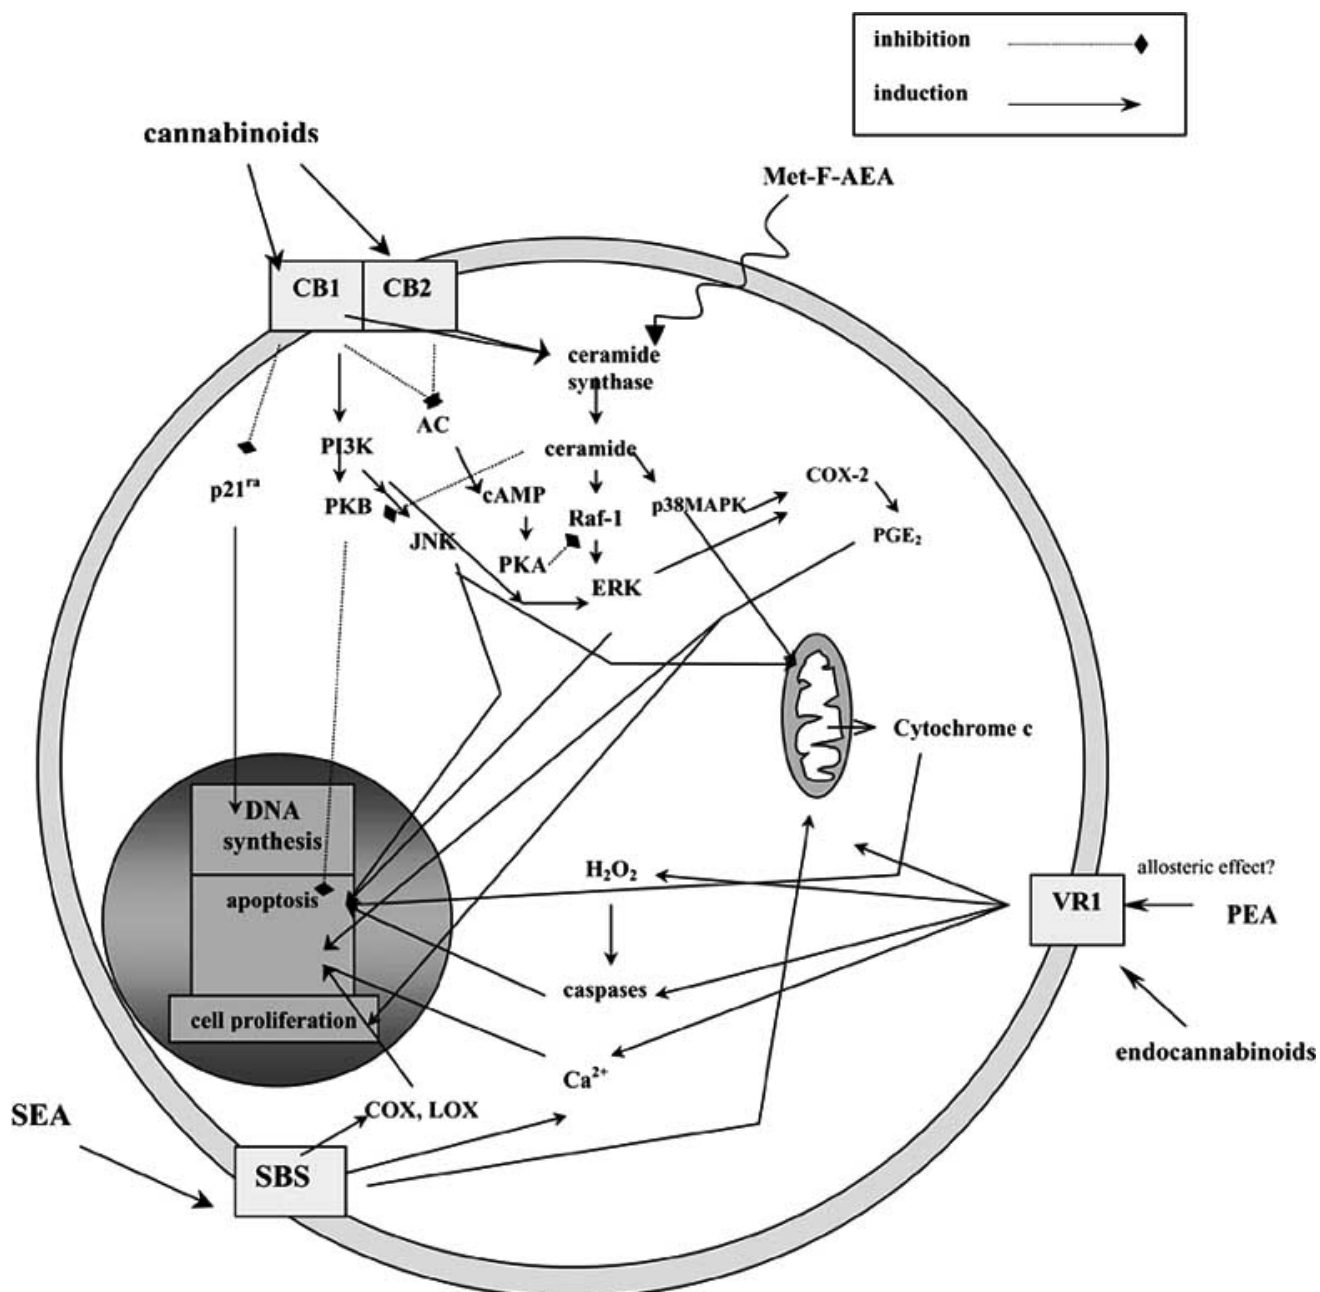 inhibition
induction
cannabinoids
Met-F-AEA
CB1
CB2
ceramide
synthase
AC
PI3K
ceramide
COX-2
p21ra
PKB
cAMP
Raf-1
p38MAPK
JNK
PKA
ERK
PGE2
Cytochrome c
DNA
synthesis
apoptosis
H2O2
allosteric effect?
VR1
PEA
caspases
cell proliferation
endocannabinoids
Ca2+
SEA
COX, LOX
SBS